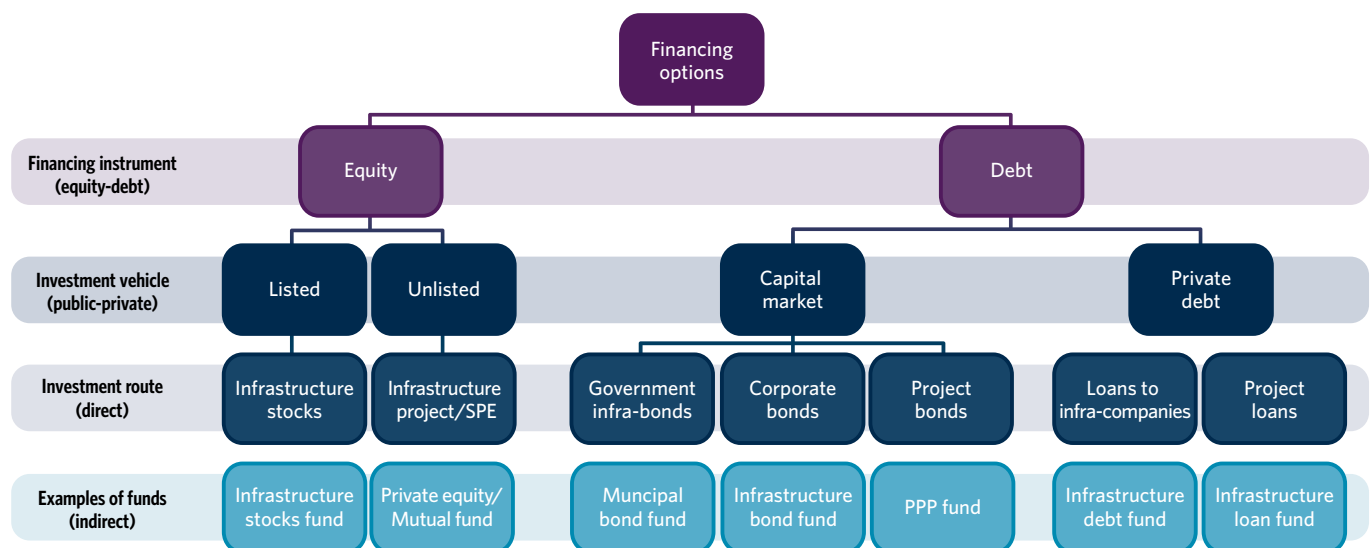 Financing
options
Financing instrument
(equity-debt)
Equity
Debt
Investment vehicle
(public-private)
Listed
Unlisted
Capital
market
Private
debt
Investment route
(direct)
Infrastructure
stocks
Infrastructure
project/SPE
Government
infra-bonds
Corporate
bonds
Project
bonds
Loans to
infra-companies
Project
loans
Examples of funds
(indirect)
Infrastructure
stocks fund
Private equity/
Mutual fund
Muncipal
bond fund
Infrastructure
bond fund
PPP fund
Infrastructure
debt fund
Infrastructure
loan fund